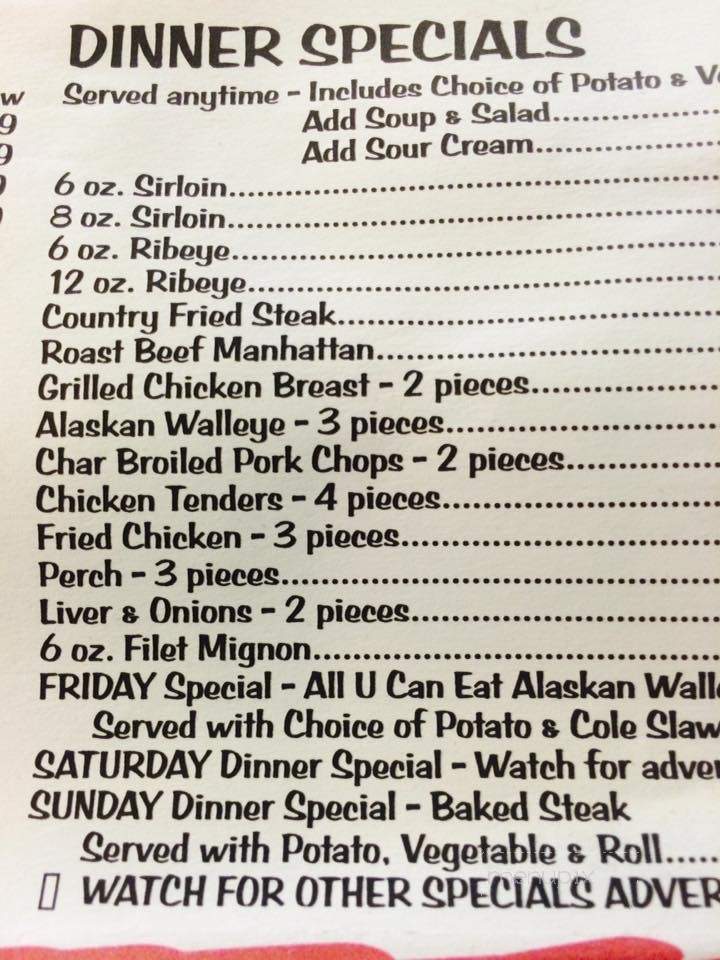 DINNER SPECIALS
Served anytime - Includes Choice of Potato &
Add Soup & Salad....................
Add Sour Cream......................
6 oz. Sirloin..........................................................
8 oz. Sirloin..........................................................
6 oz. Ribeye.........................................................
12 oz. Ribeye.......................................................
Country Fried Steak............................................
Roast Beef Manhattan........................................
Grilled Chicken Breast - 2 pieces......................
Alaskan Walleye - 3 pieces................................
Char Broiled Pork Chops - 2 pieces..................
Chicken Tenders - 4 pieces................................
Fried Chicken - 3 pieces.....................................
Perch - 3 pieces...................................................
Liver & Onions - 2 pieces...................................
6 oz. Filet Mignon...............................................
FRIDAY Special - All U Can Eat Alaskan Walle
Served with Choice of Potato & Cole Slaw
SATURDAY Dinner Special - Watch for adver
SUNDAY Dinner Special - Baked Steak
Served with Potato, Vegetable & Roll.....
▯ WATCH FOR OTHER SPECIALS ADVER
menupix